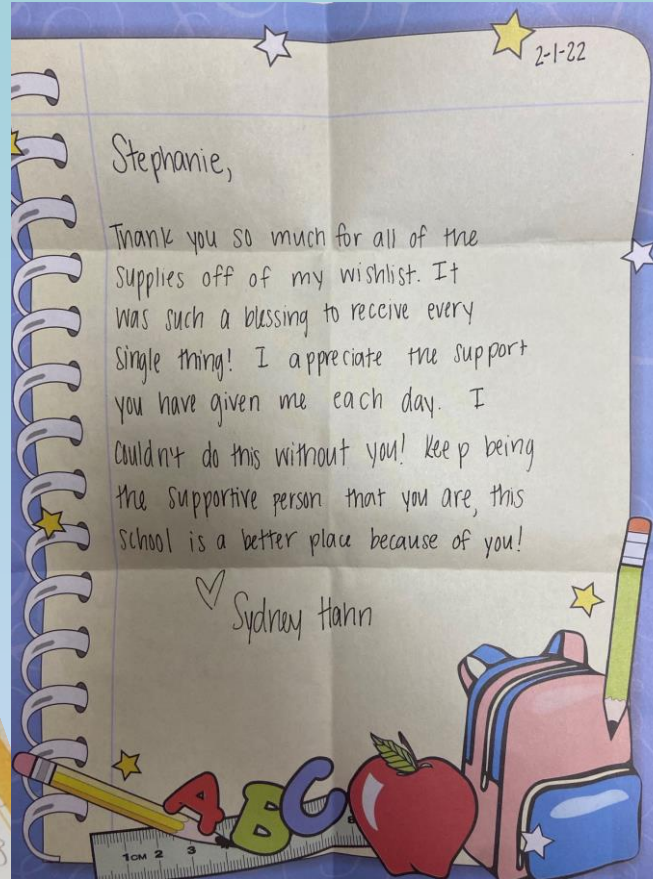 2-1-22
Stephanie,
Thank you so much for all of the
supplies off of my wishlist. It
was such a blessing to receive every
single thing! I appreciate the support
you have given me each day. I
couldn't do this without you! Keep being
the supportive person that you are, this
school is a better place because of you!
♡ Sydney Hahn
ABC
1CM 2 3